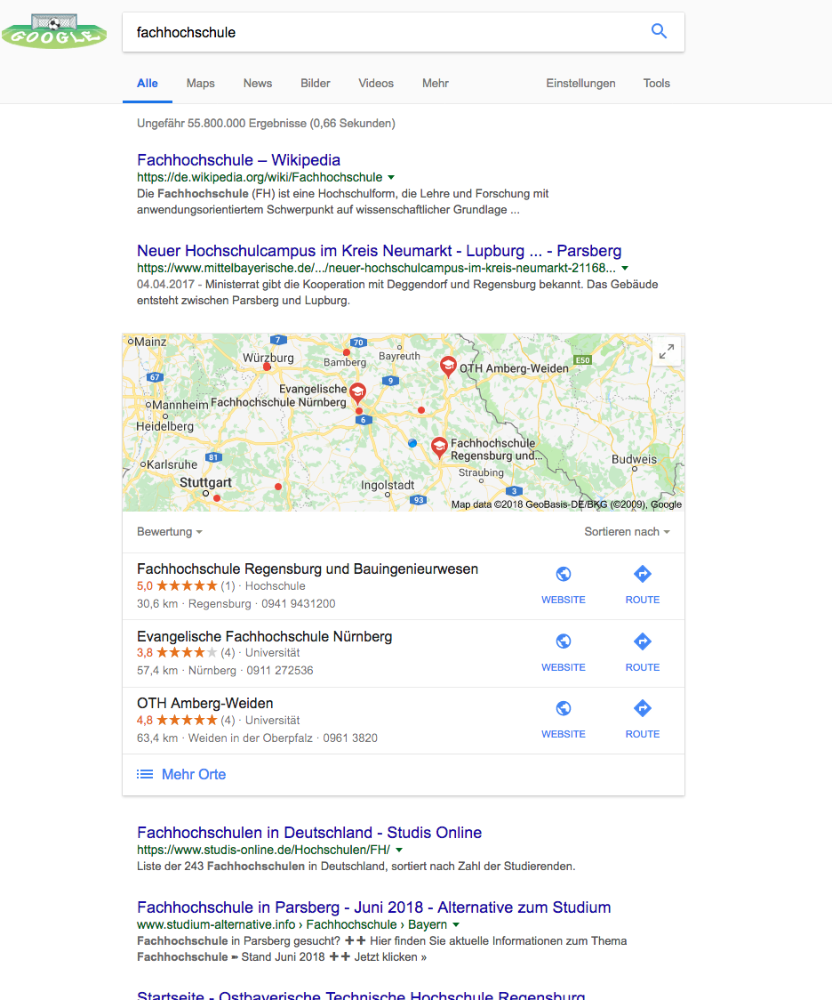 GOOGLE
fachhochschule
Alle Maps News Bilder Videos Mehr Einstellungen Tools
Ungefähr 55.800.000 Ergebnisse (0,66 Sekunden)
Fachhochschule – Wikipedia
https://de.wikipedia.org/wiki/Fachhochschule
Die Fachhochschule (FH) ist eine Hochschulform, die Lehre und Forschung mit
anwendungsorientiertem Schwerpunkt auf wissenschaftlicher Grundlage ...
Neuer Hochschulcampus im Kreis Neumarkt - Lupburg ... - Parsberg
https://www.mittelbayerische.de/.../neuer-hochschulcampus-im-kreis-neumarkt-21168...
04.04.2017 - Ministerrat gibt die Kooperation mit Deggendorf und Regensburg bekannt. Das Gebäude
entsteht zwischen Parsberg und Lupburg.
Mainz
7
70
Würzburg
Bamberg
Bayreuth
E50
OTH Amberg-Weiden
67
9
Evangelische
Fachhochschule Nürnberg
Mannheim
6
Heidelberg
Fachhochschule
Regensburg und...
81
Karlsruhe
Budweis
Straubing
Stuttgart
Ingolstadt
3
93
Map data ©2018 GeoBasis-DE/BKG (©2009), Google
Bewertung Sortieren nach
Fachhochschule Regensburg und Bauingenieurwesen
5,0 ★★★★★ (1) · Hochschule
30,6 km · Regensburg · 0941 9431200
WEBSITE ROUTE
Evangelische Fachhochschule Nürnberg
3,8 ★★★★★ (4) · Universität
57,4 km · Nürnberg · 0911 272536
WEBSITE ROUTE
OTH Amberg-Weiden
4,8 ★★★★★ (4) · Universität
63,4 km · Weiden in der Oberpfalz · 0961 3820
WEBSITE ROUTE
Mehr Orte
Fachhochschulen in Deutschland - Studis Online
https://www.studis-online.de/Hochschulen/FH/
Liste der 243 Fachhochschulen in Deutschland, sortiert nach Zahl der Studierenden.
Fachhochschule in Parsberg - Juni 2018 - Alternative zum Studium
www.studium-alternative.info › Fachhochschule › Bayern
Fachhochschule in Parsberg gesucht? ✚✚ Hier finden Sie aktuelle Informationen zum Thema
Fachhochschule ➨ Stand Juni 2018 ✚✚ Jetzt klicken »
Startseite - Ostbayerische Technische Hochschule Regensburg